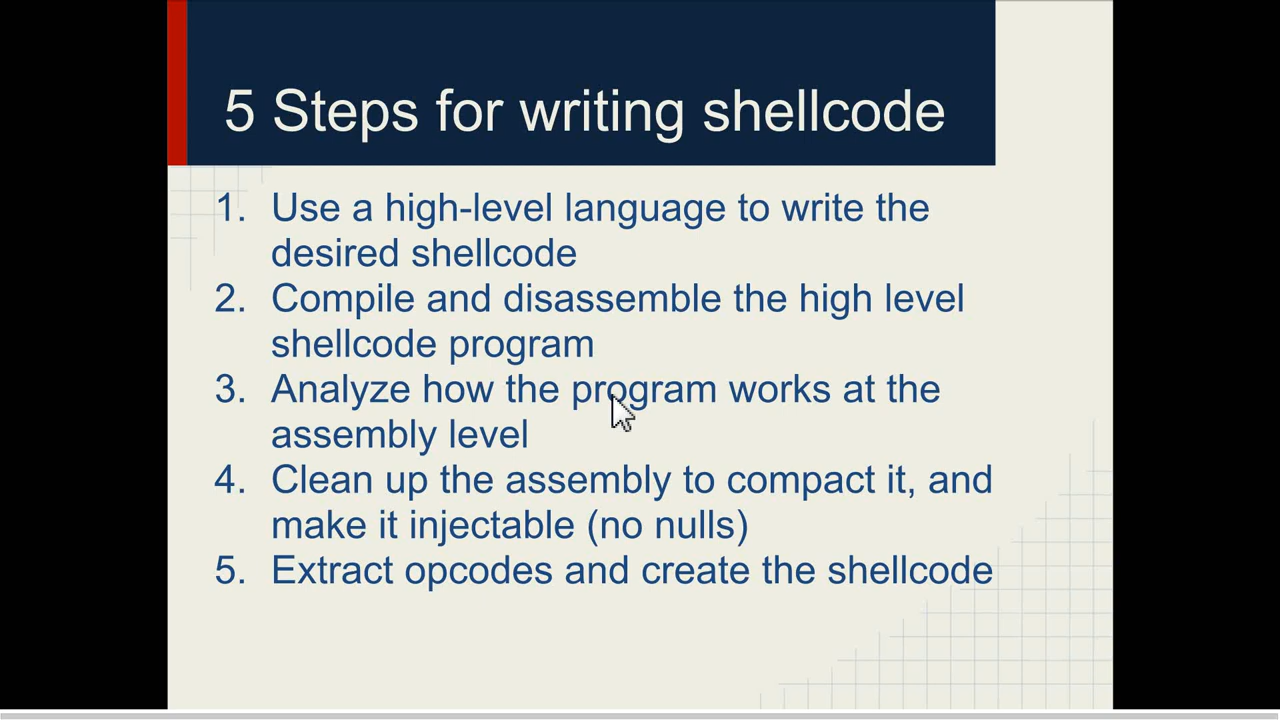 5 Steps for writing shellcode
1. Use a high-level language to write the
desired shellcode
2. Compile and disassemble the high level
shellcode program
3. Analyze how the program works at the
assembly level
4. Clean up the assembly to compact it, and
make it injectable (no nulls)
5. Extract opcodes and create the shellcode